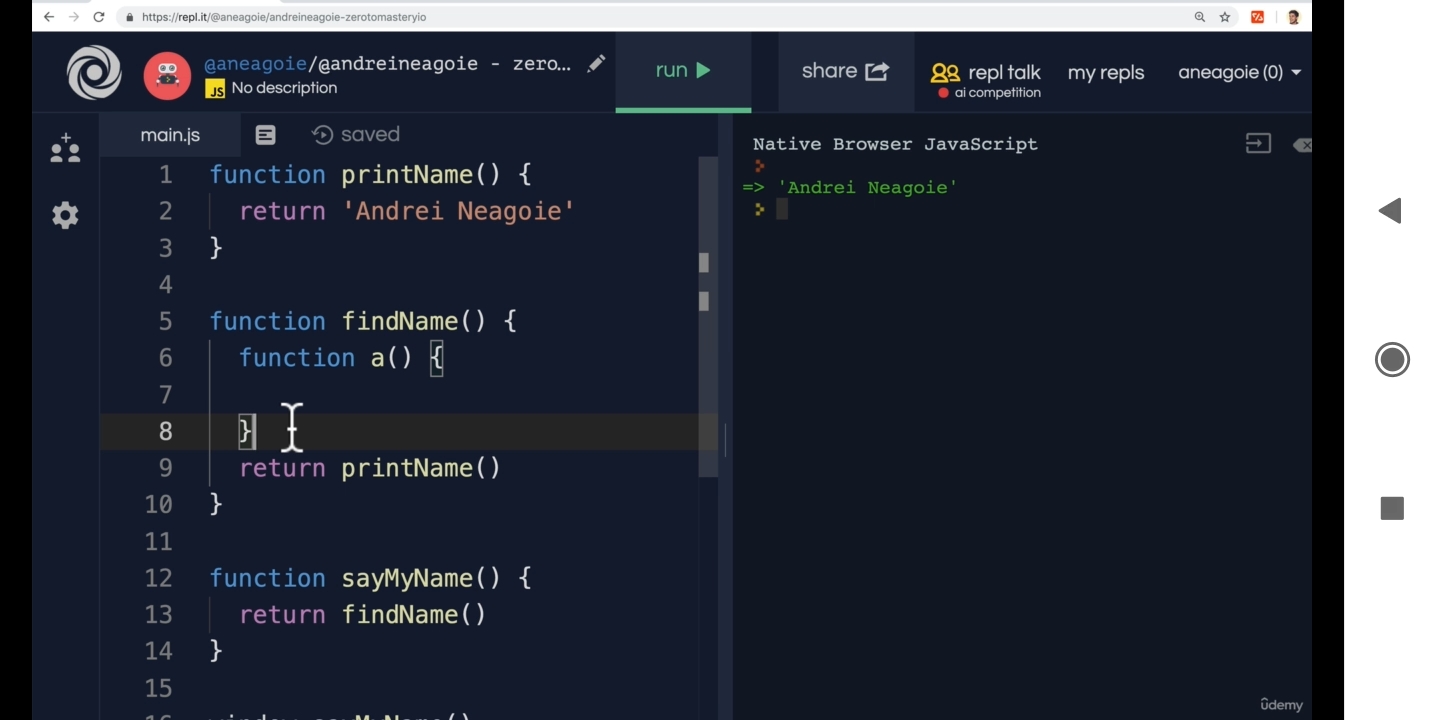 https://repl.it/@aneagoie/andreineagoie-zerotomasteryio
@aneagoie/@andreineagoie - zero...
JS No description
run
share
repl talk
ai competition
my repls
aneagoie (0)
main.js
saved
Native Browser JavaScript
=> 'Andrei Neagoie'
1 function printName() {
2 return 'Andrei Neagoie'
3 }
4
5 function findName() {
6 function a() {
7
8 }
9 return printName()
10 }
11
12 function sayMyName() {
13 return findName()
14 }
15
16 window.sayMyName()
ûdemy